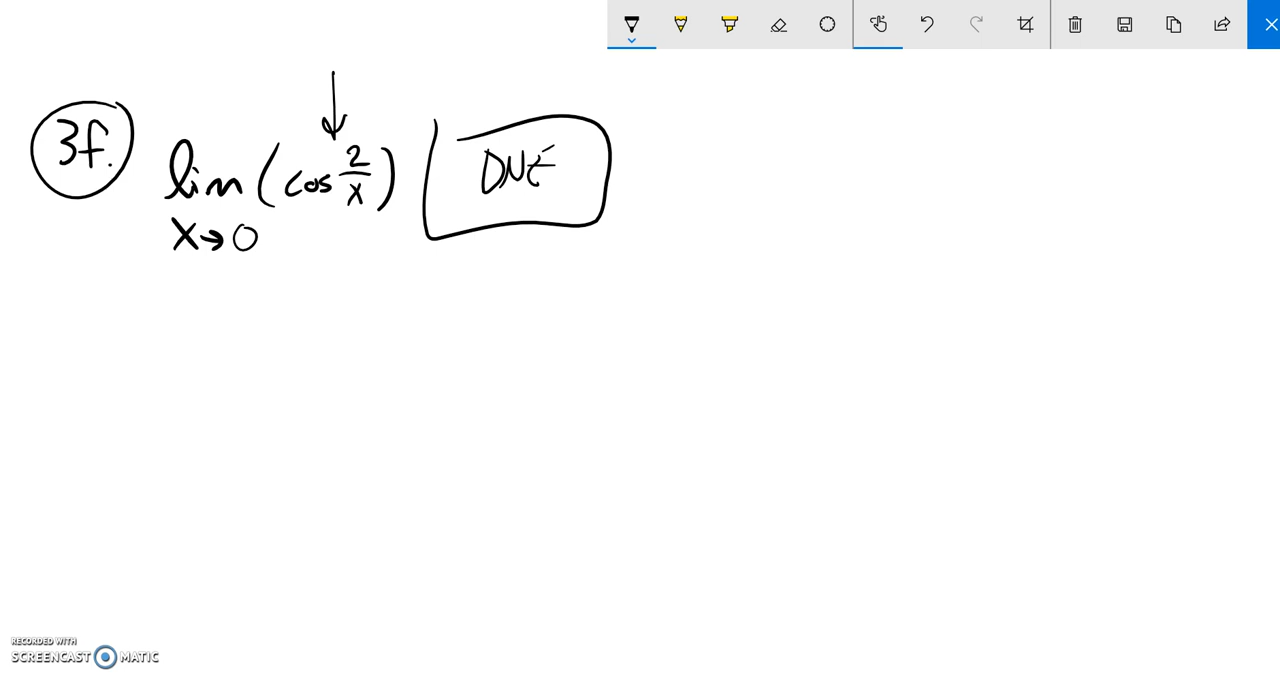 3f. lim (cos 2/x) DNE
x→0
RECORDED WITH
SCREENCAST MATIC